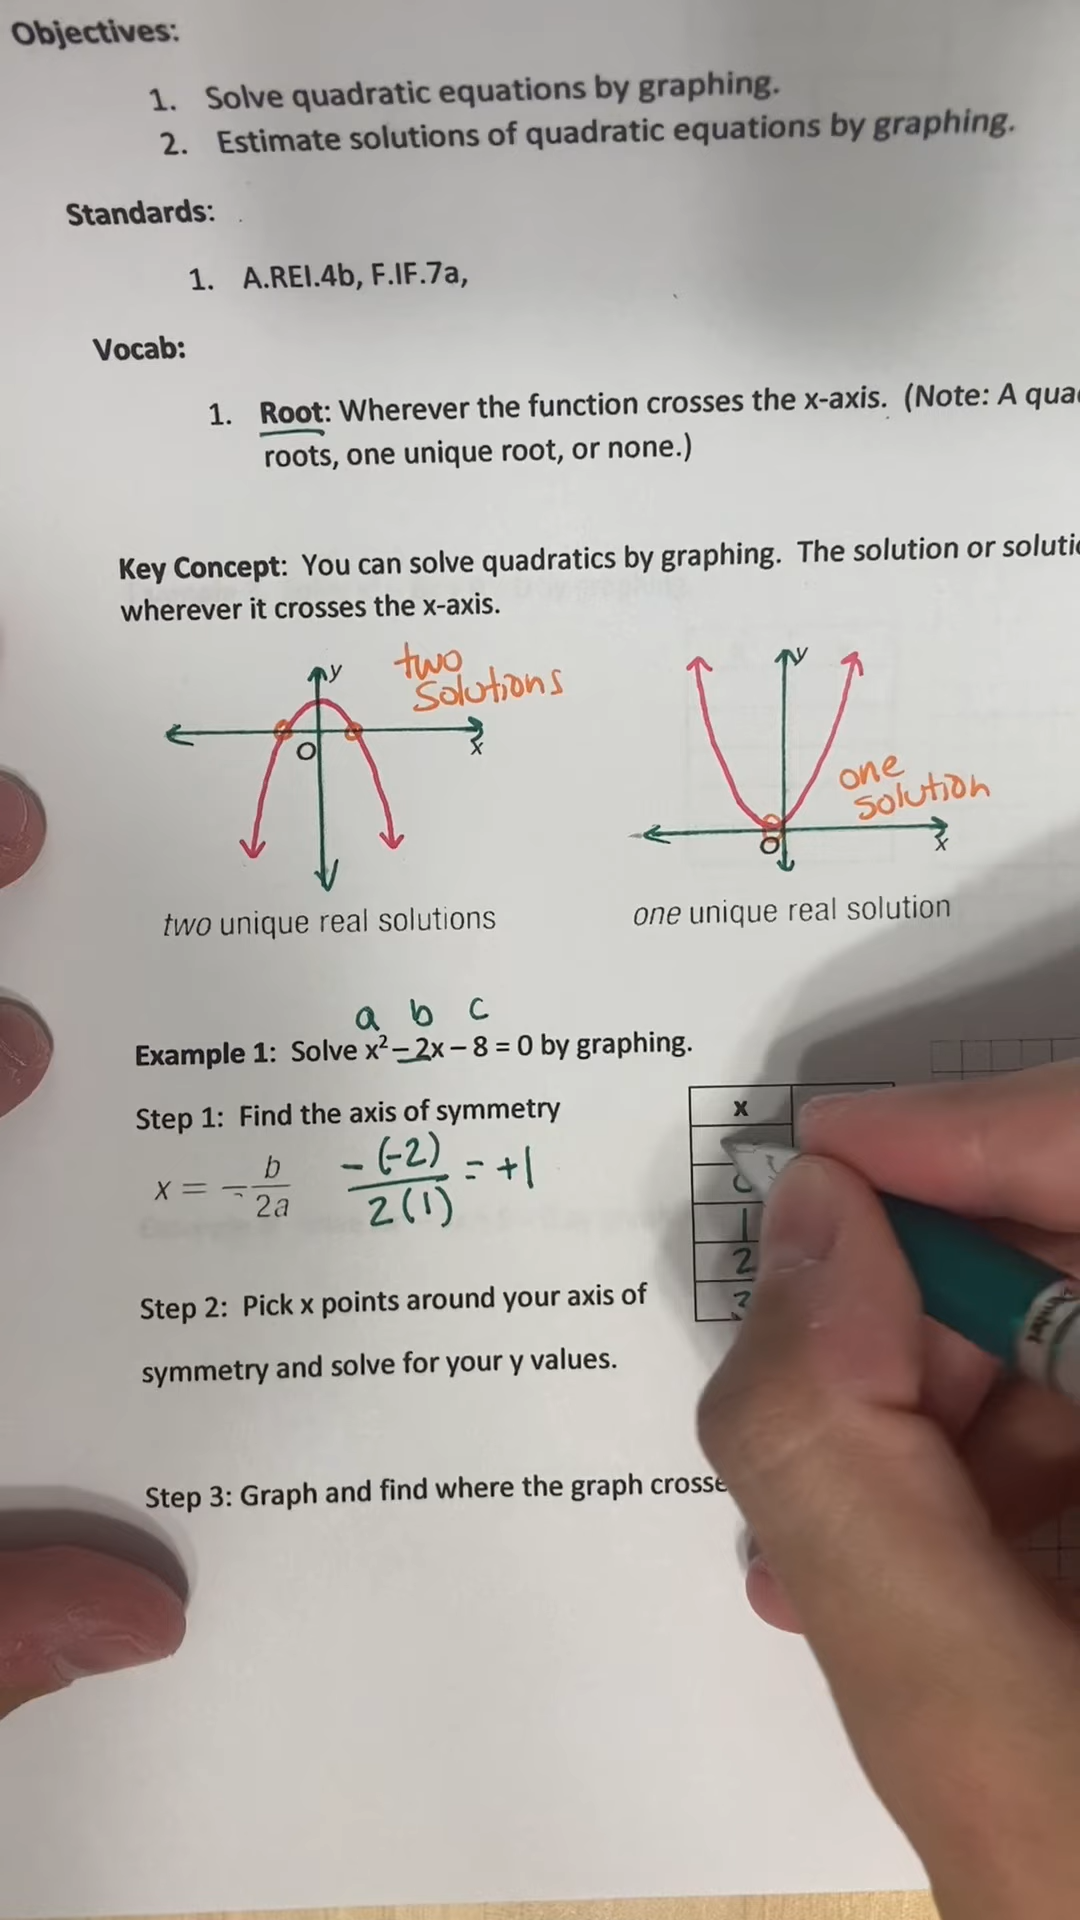 Objectives:
1. Solve quadratic equations by graphing.
2. Estimate solutions of quadratic equations by graphing.
Standards:
1. A.REI.4b, F.IF.7a,
Vocab:
1. Root: Wherever the function crosses the x-axis. (Note: A
roots, one unique root, or none.)
Key Concept: You can solve quadratics by graphing. The solution or
wherever it crosses the x-axis.
two
solutions
y
O
x
y
one
solution
O
x
two unique real solutions
one unique real solution
a b c
Example 1: Solve x² – 2x – 8 = 0 by graphing.
Step 1: Find the axis of symmetry
x = – b/2a
-(-2)/2(1) = +1
x
1
2
3
Step 2: Pick x points around your axis of
symmetry and solve for your y values.
Step 3: Graph and find where the graph